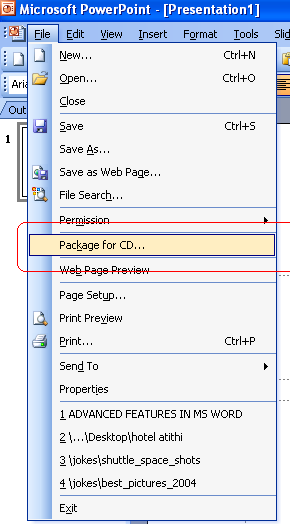 Microsoft PowerPoint - [Presentation1]
File Edit View Insert Format Tools
New... Ctrl+N
Open... Ctrl+O
Close
Save Ctrl+S
Save As...
Save as Web Page...
File Search...
Permission
Package for CD...
Web Page Preview
Page Setup...
Print Preview
Print... Ctrl+P
Send To
Properties
1 ADVANCED FEATURES IN MS WORD
2 \...\Desktop\hotel atithi
3 \jokes\shuttle_space_shots
4 \jokes\best_pictures_2004
Exit
Aria
Out
1